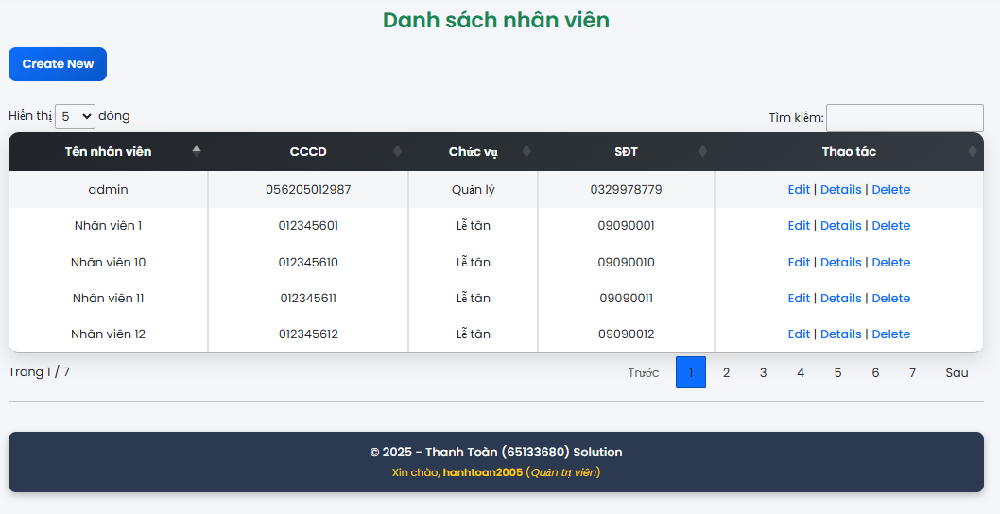 Danh sách nhân viên
Create New
Hiển thị 5 dòng
Tìm kiếm:
Tên nhân viên CCCD Chức vụ SĐT Thao tác
admin 056205012987 Quản lý 0329978779 Edit | Details | Delete
Nhân viên 1 012345601 Lễ tân 09090001 Edit | Details | Delete
Nhân viên 10 012345610 Lễ tân 09090010 Edit | Details | Delete
Nhân viên 11 012345611 Lễ tân 09090011 Edit | Details | Delete
Nhân viên 12 012345612 Lễ tân 09090012 Edit | Details | Delete
Trang 1 / 7
Trước 1 2 3 4 5 6 7 Sau
© 2025 - Thanh Toàn (65133680) Solution
Xin chào, hanhtoan2005 (Quản trị viên)